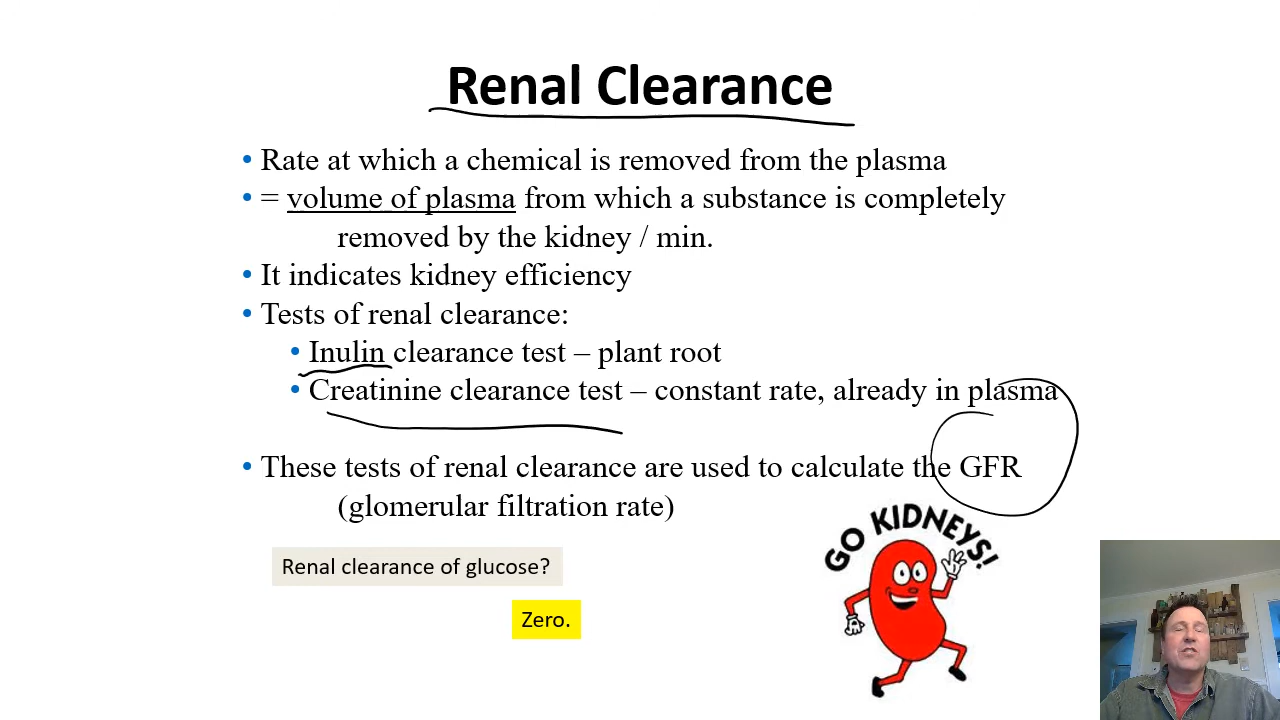 Renal Clearance
• Rate at which a chemical is removed from the plasma
• = volume of plasma from which a substance is completely
removed by the kidney / min.
• It indicates kidney efficiency
• Tests of renal clearance:
• Inulin clearance test – plant root
• Creatinine clearance test – constant rate, already in plasma
• These tests of renal clearance are used to calculate the GFR
(glomerular filtration rate)
GO KIDNEYS!
Renal clearance of glucose?
Zero.